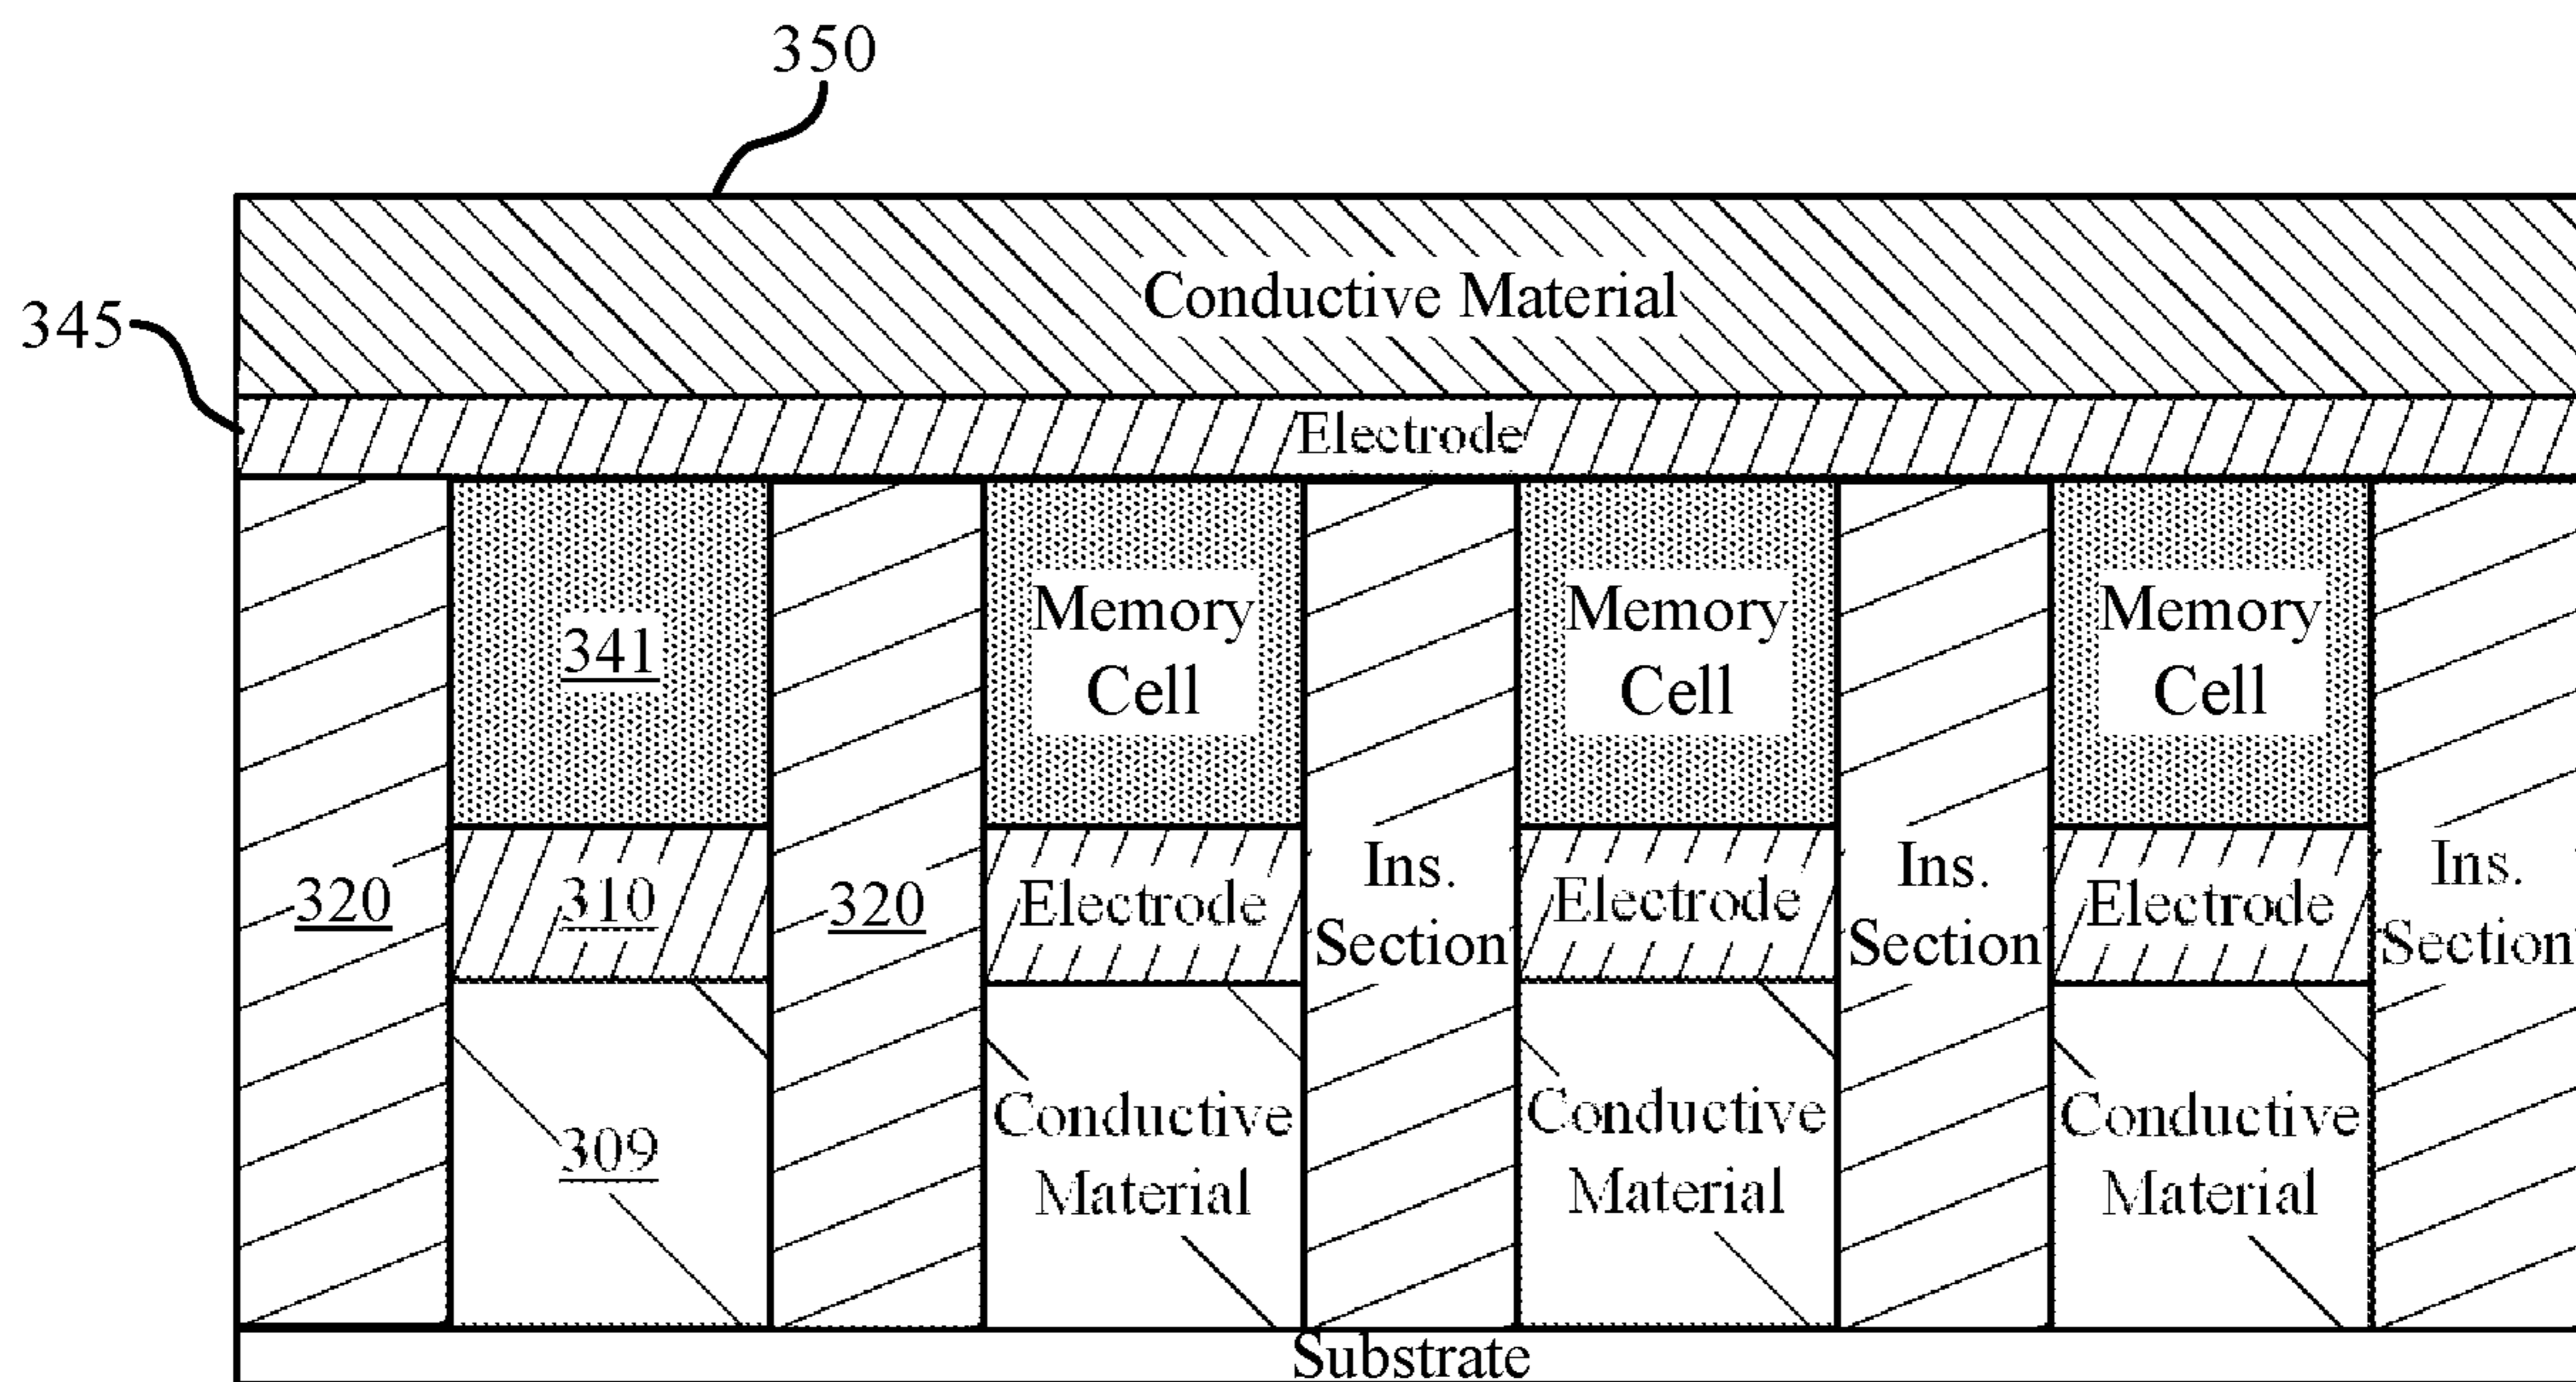 350
Conductive Material
345
Electrode
341
Memory
Cell
Memory
Cell
Memory
Cell
320
310
320
Electrode
Ins.
Section
Electrode
Ins.
Section
Electrode
Ins.
Section
309
Conductive
Material
Conductive
Material
Conductive
Material
Substrate